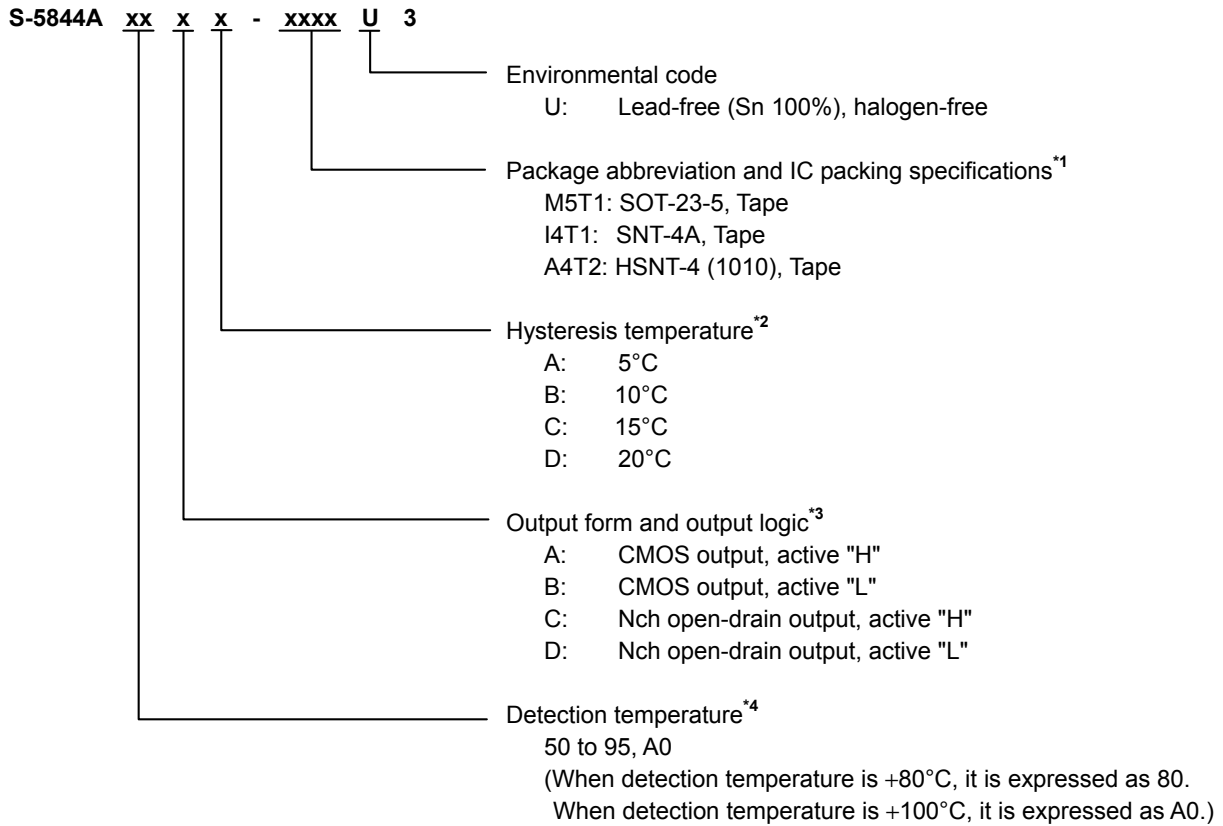 S-5844A xx x x - xxxx U 3
Environmental code
U: Lead-free (Sn 100%), halogen-free
Package abbreviation and IC packing specifications*1
M5T1: SOT-23-5, Tape
I4T1: SNT-4A, Tape
A4T2: HSNT-4 (1010), Tape
Hysteresis temperature*2
A: 5°C
B: 10°C
C: 15°C
D: 20°C
Output form and output logic*3
A: CMOS output, active "H"
B: CMOS output, active "L"
C: Nch open-drain output, active "H"
D: Nch open-drain output, active "L"
Detection temperature*4
50 to 95, A0
(When detection temperature is +80°C, it is expressed as 80.
When detection temperature is +100°C, it is expressed as A0.)